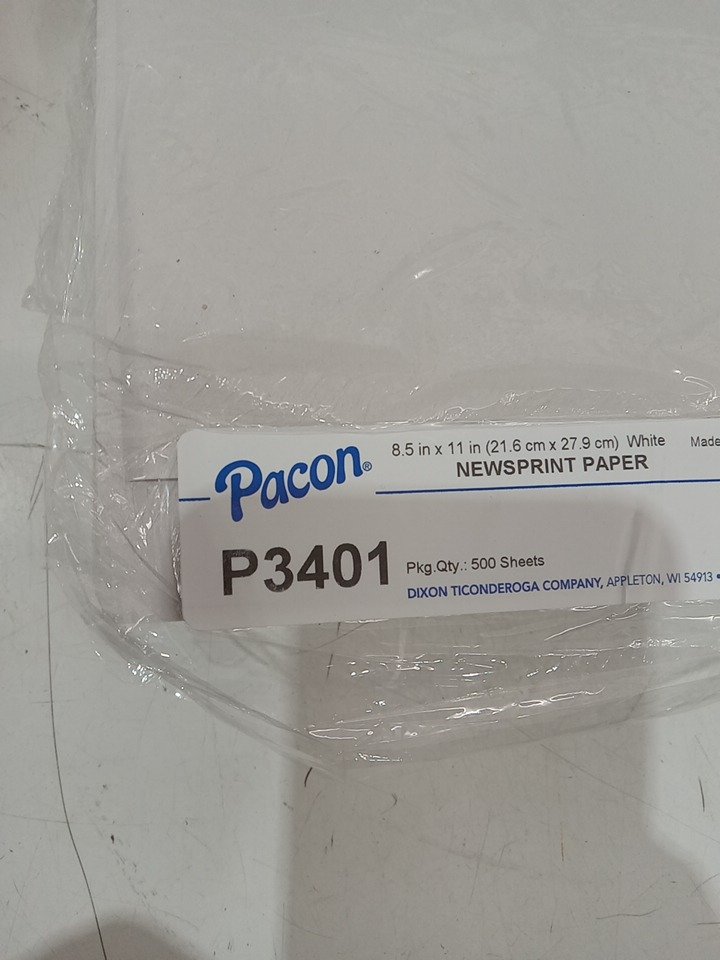 8.5 in x 11 in (21.6 cm x 27.9 cm) White Made
Pacon®
NEWSPRINT PAPER
P3401
Pkg.Qty.: 500 Sheets
DIXON TICONDEROGA COMPANY, APPLETON, WI 54913 •